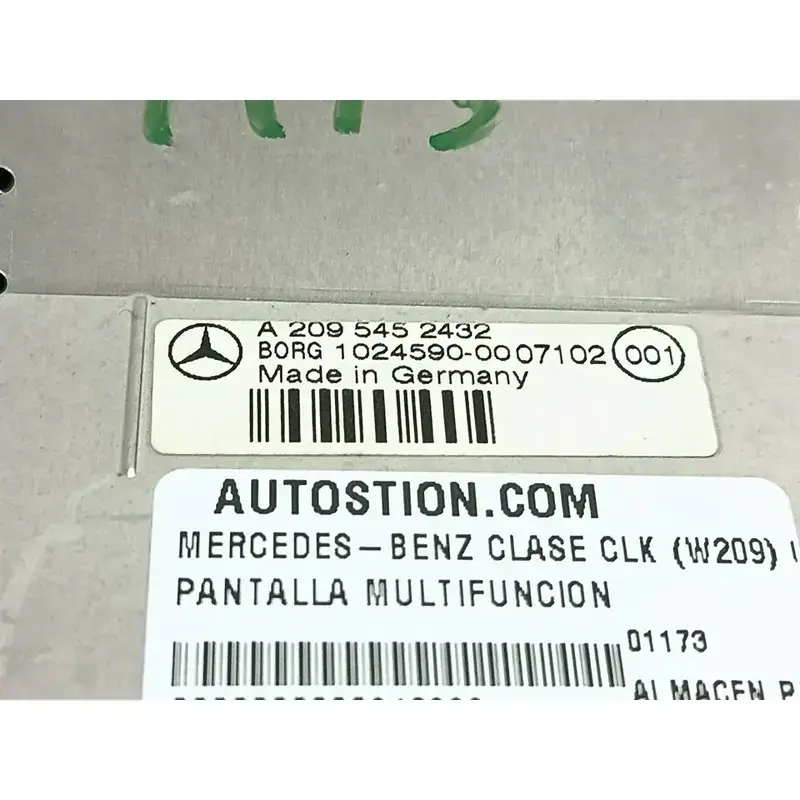 A 209 545 2432
BORG 1024590-0007102 001
Made in Germany
AUTOSTION.COM
MERCEDES-BENZ CLASE CLK (W209)
PANTALLA MULTIFUNCION
01173
ALMACEN